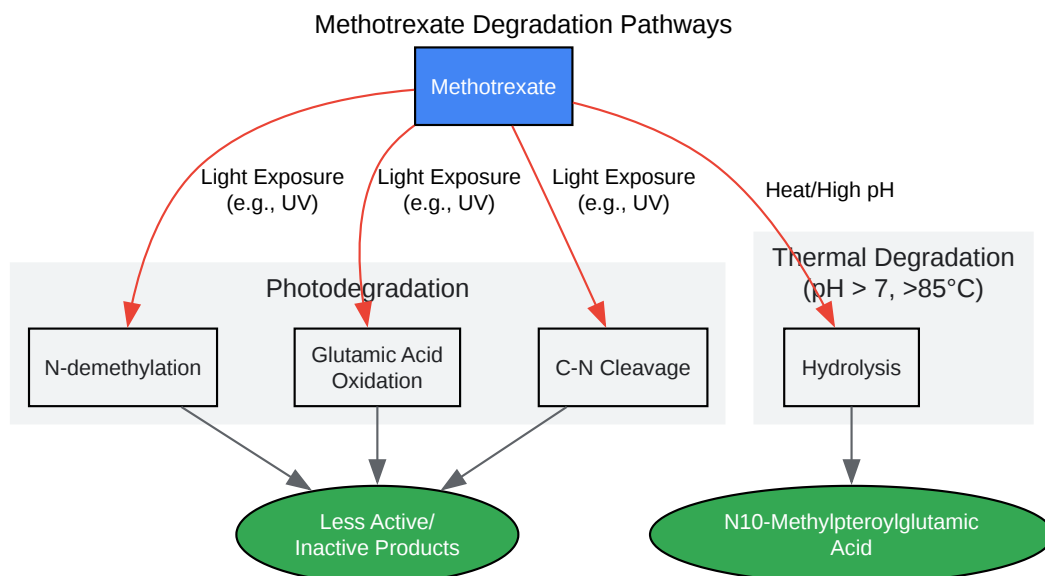 Methotrexate Degradation Pathways
Methotrexate
Light Exposure
(e.g., UV)
Light Exposure
(e.g., UV)
Light Exposure
(e.g., UV)
Heat/High pH
Photodegradation
Thermal Degradation
(pH > 7, >85°C)
N-demethylation
Glutamic Acid
Oxidation
C-N Cleavage
Hydrolysis
Less Active/
Inactive Products
N10-Methylpteroylglutamic
Acid